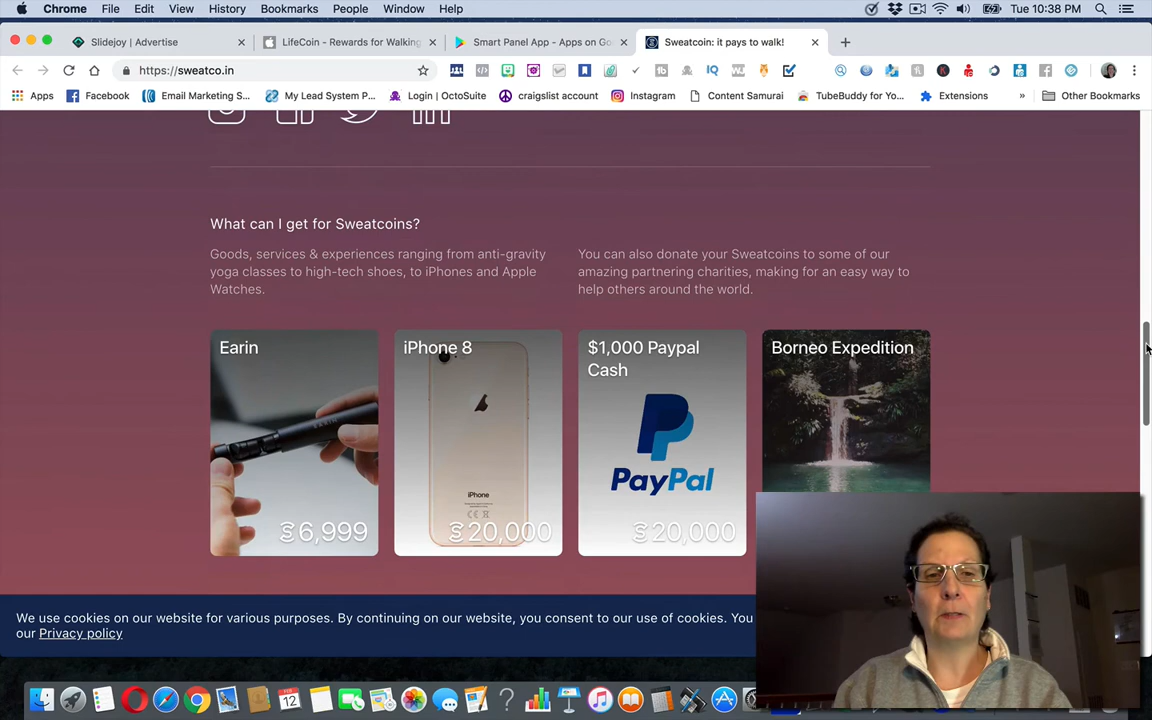 Chrome File Edit View History Bookmarks People Window Help Tue 10:38 PM
Slidejoy | Advertise LifeCoin - Rewards for Walking Smart Panel App - Apps on Go Sweatcoin: it pays to walk!
https://sweatco.in
Apps Facebook Email Marketing S... My Lead System P... Login | OctoSuite craigslist account Instagram Content Samurai TubeBuddy for Yo... Extensions » Other Bookmarks
What can I get for Sweatcoins?
Goods, services & experiences ranging from anti-gravity
yoga classes to high-tech shoes, to iPhones and Apple
Watches.
You can also donate your Sweatcoins to some of our
amazing partnering charities, making for an easy way to
help others around the world.
Earin
6,999
iPhone 8
iPhone
20,000
$1,000 Paypal
Cash
PayPal
20,000
Borneo Expedition
We use cookies on our website for various purposes. By continuing on our website, you consent to our use of cookies. You
our Privacy policy